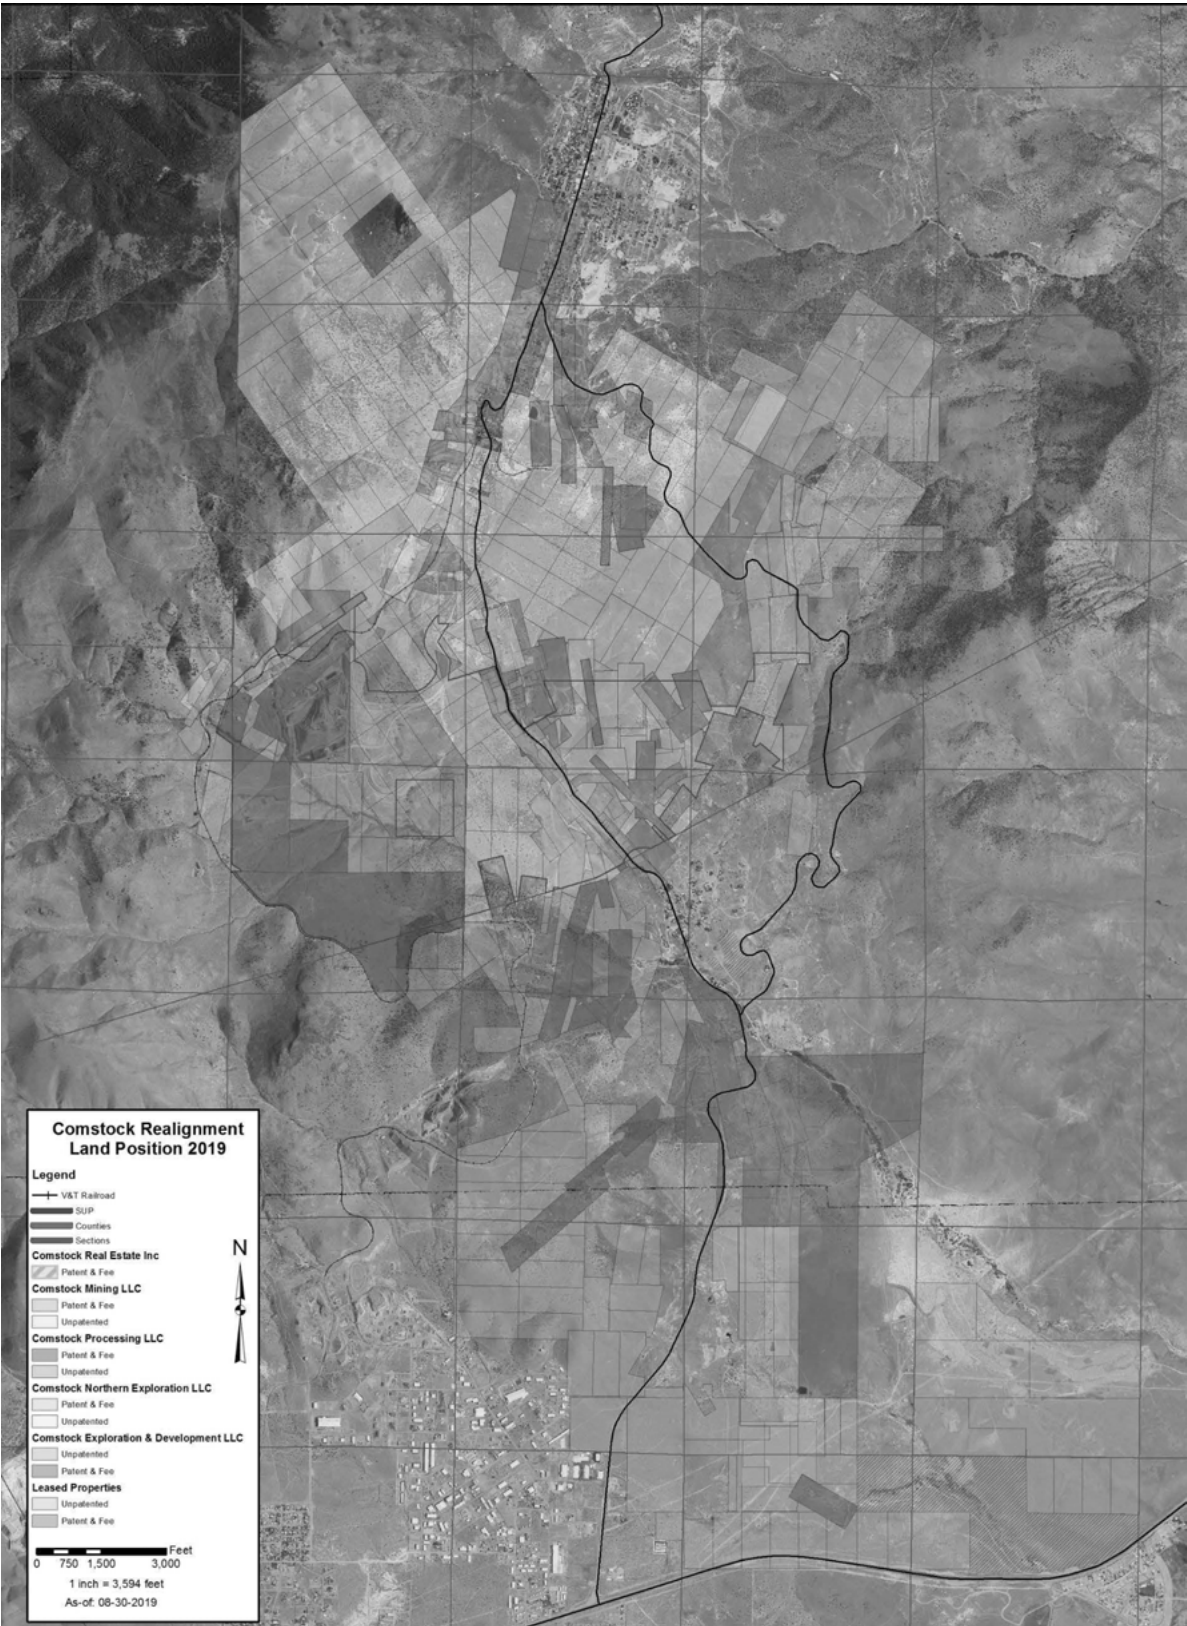 Comstock Realignment
Land Position 2019
Legend
V&T Railroad
SUP
Counties
Sections
Comstock Real Estate Inc
Patent & Fee
Comstock Mining LLC
Patent & Fee
Unpatented
Comstock Processing LLC
Patent & Fee
Unpatented
Comstock Northern Exploration LLC
Patent & Fee
Unpatented
Comstock Exploration & Development LLC
Unpatented
Patent & Fee
Leased Properties
Unpatented
Patent & Fee
N
Feet
0 750 1,500 3,000
1 inch = 3,594 feet
As-of: 08-30-2019